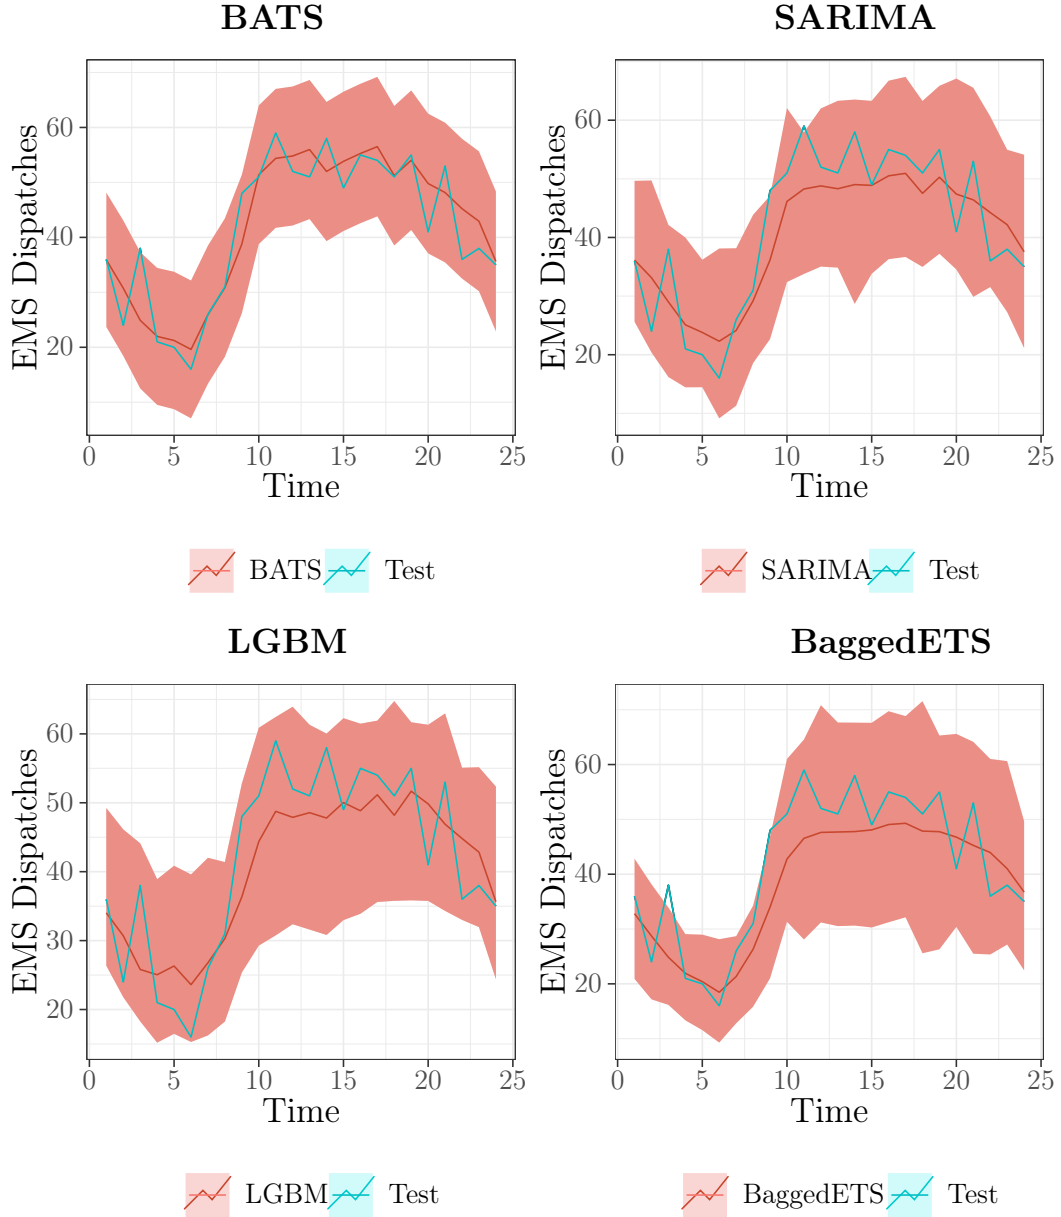 BATS
SARIMA
EMS Dispatches
60
40
20
0 5 10 15 20 25
Time
BATS Test
EMS Dispatches
60
40
20
0 5 10 15 20 25
Time
SARIMA Test
LGBM
BaggedETS
EMS Dispatches
60
50
40
30
20
0 5 10 15 20 25
Time
LGBM Test
EMS Dispatches
60
40
20
0 5 10 15 20 25
Time
BaggedETS Test